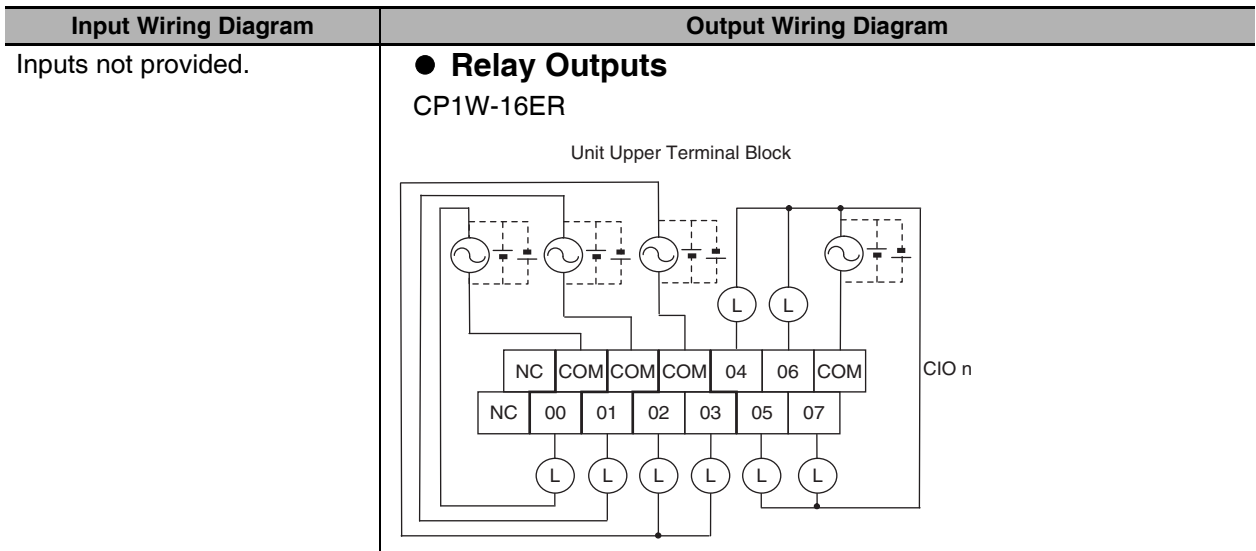 Input Wiring Diagram Output Wiring Diagram
Inputs not provided.
● Relay Outputs
CP1W-16ER
Unit Upper Terminal Block
L L
NC COM COM COM 04 06 COM
CIO n
NC 00 01 02 03 05 07
L L L L L L